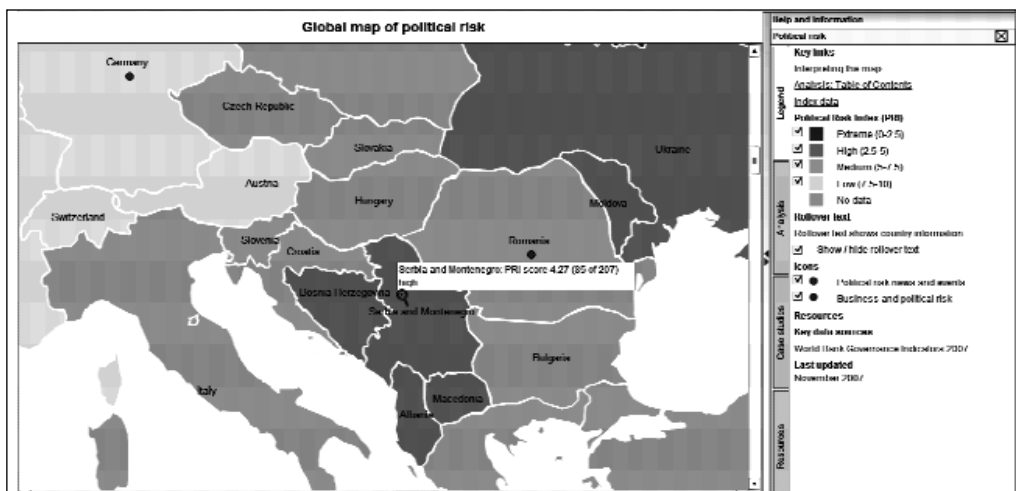 Global map of political risk
Germany
Czech Republic
Slovakia
Ukraine
Austria
Switzerland
Hungary
Moldova
Slovenia
Croatia
Romania
Serbia and Montenegro: PRI score 4.27 (85 of 207)
high
Bosnia Herzegovina
Serbia and Montenegro
Bulgaria
Italy
Macedonia
Albania
Help and information
Political risk
Legend
Analysis
Case studies
Resources
Key links
Interpreting the map
Analysis: Table of Contents
Index data
Political Risk Index (PRI)
Extreme (0-2.5)
High (2.5-5)
Medium (5-7.5)
Low (7.5-10)
No data
Rollover text
Rollover text shows country information
Show / hide rollover text
Icons
Political risk news and events
Business and political risk
Resources
Key data sources
World Bank Governance Indicators 2007
Last updated
November 2007